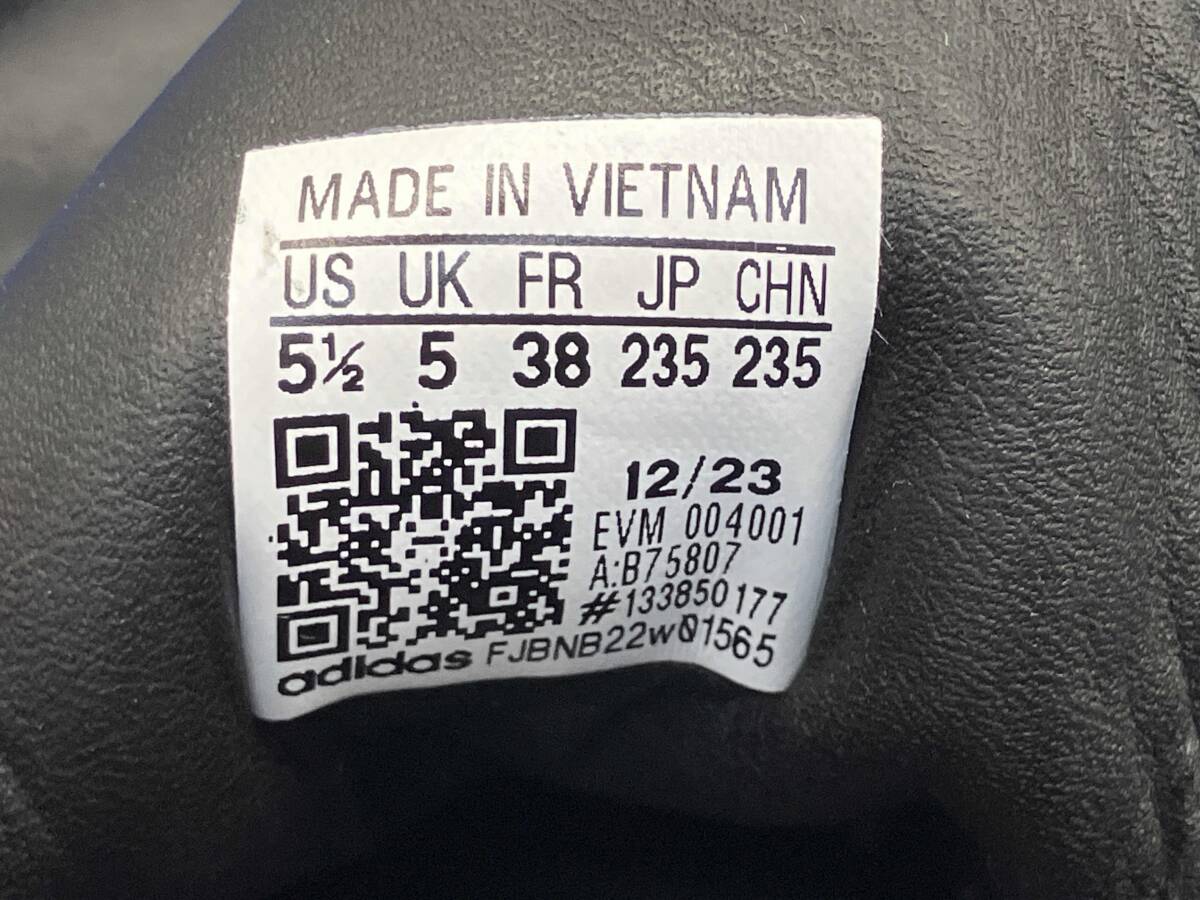 MADE IN VIETNAM
US UK FR JP CHN
5½ 5 38 235 235
12/23
EVM 004001
A:B75807
#133850177
adidas FJBNB22w01565